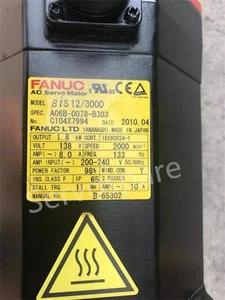 FANUC
AC Servo Motor
MODEL βiS 12/3000
SPEC. A06B-0078-B303
No. C104X7994 DATE 2010.04
FANUC LTD YAMANASHI MADE IN JAPAN
OUTPUT 1.8 kW CONT. IEC60034-1
VOLT 138 V SPEED 2000 min-1
AMP(~) 8.0 A FREQ. 133 Hz
AMP INPUT(~) 200-240 V 50/60 Hz
POWER FACTOR 98% WIND.CON. Y
INS. CLASS F IP 65 3 PHASES
STALL TRQ 11 Nm AMP(~) 10 A
B-65302